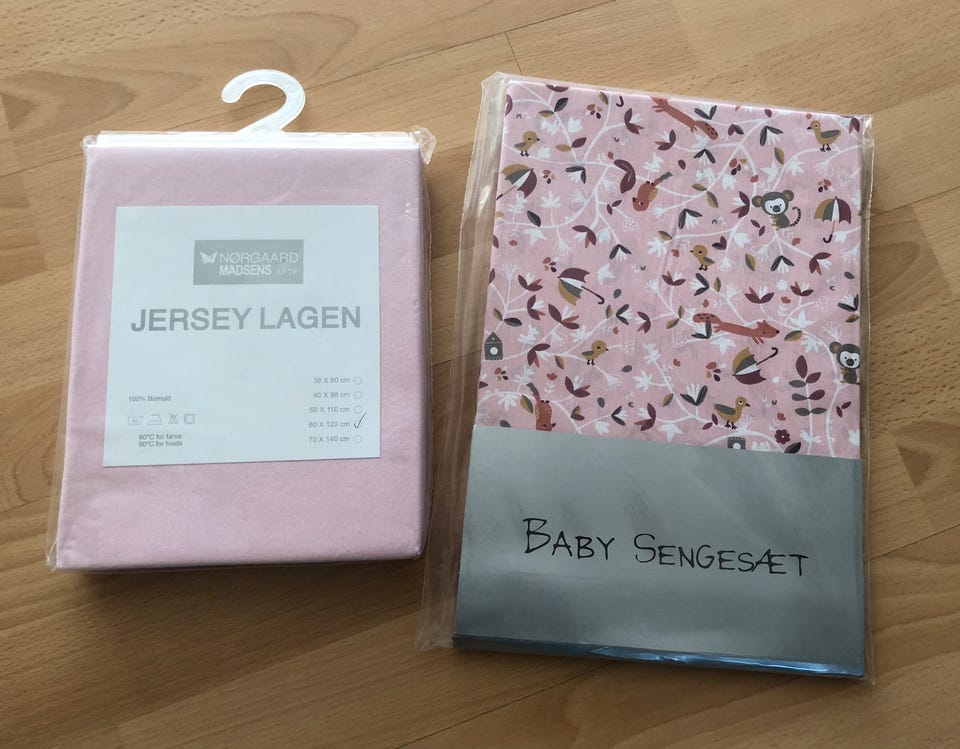 NØRGAARD
MADSENS EFTF
JERSEY LAGEN
38 X 80 cm
40 X 98 cm
50 X 110 cm
60 X 120 cm
70 X 140 cm
100% Bomuld
60°C for farve
90°C for hvide
BABY SENGESÆT